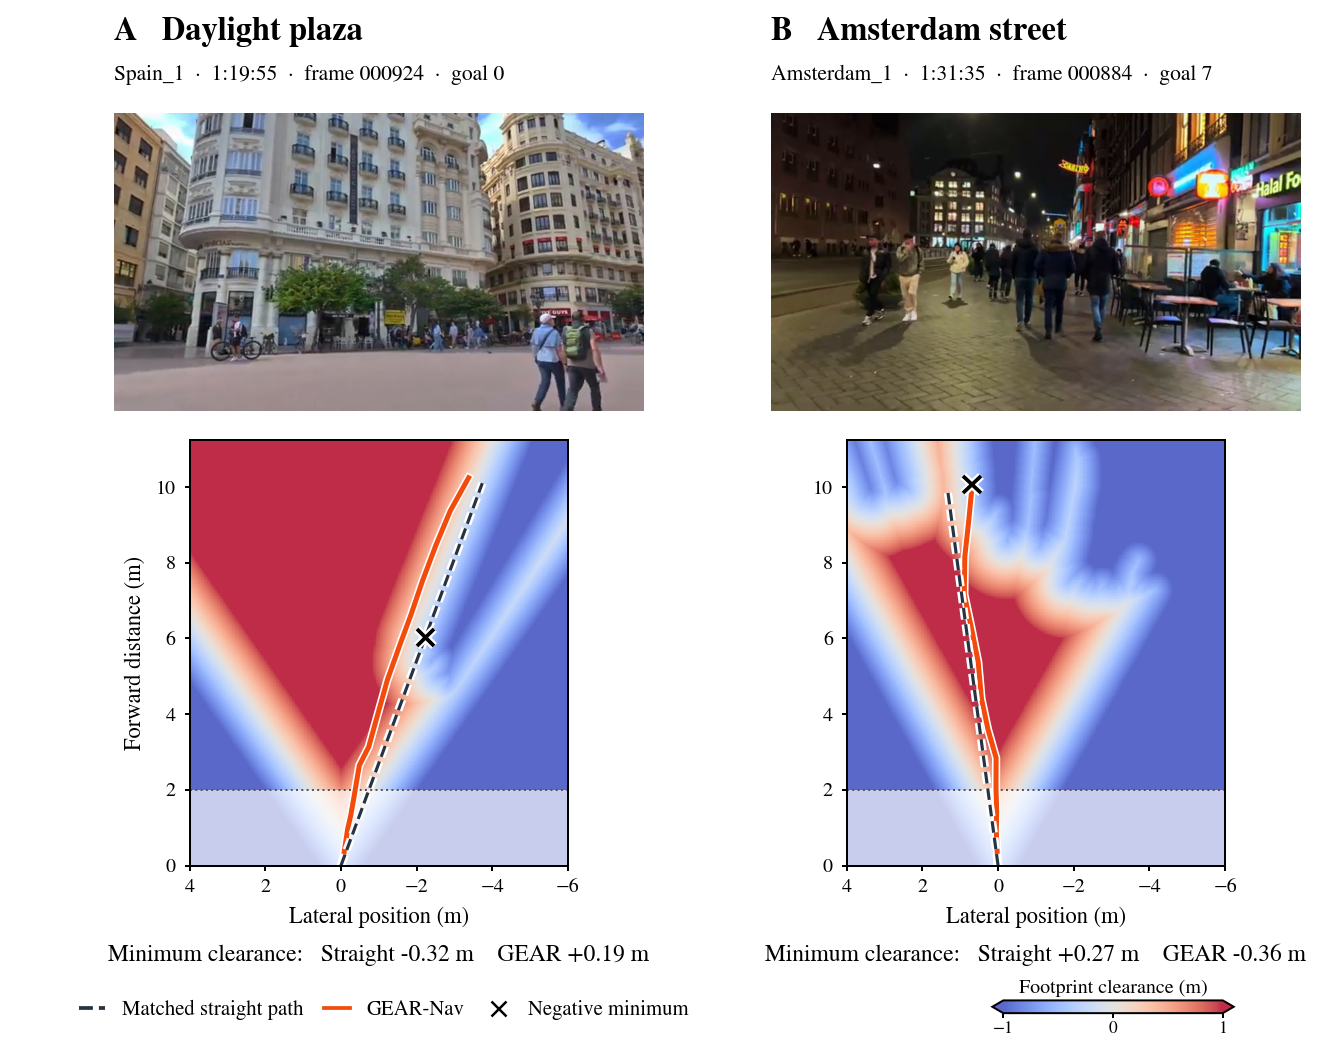 A Daylight plaza
Spain_1 · 1:19:55 · frame 000924 · goal 0
B Amsterdam street
Amsterdam_1 · 1:31:35 · frame 000884 · goal 7
Halal Fo
Forward distance (m)
10
8
6
4
2
0
4 2 0 −2 −4 −6
Lateral position (m)
Minimum clearance: Straight -0.32 m GEAR +0.19 m
10
8
6
4
2
0
4 2 0 −2 −4 −6
Lateral position (m)
Minimum clearance: Straight +0.27 m GEAR -0.36 m
Matched straight path GEAR-Nav Negative minimum
Footprint clearance (m)
−1 0 1